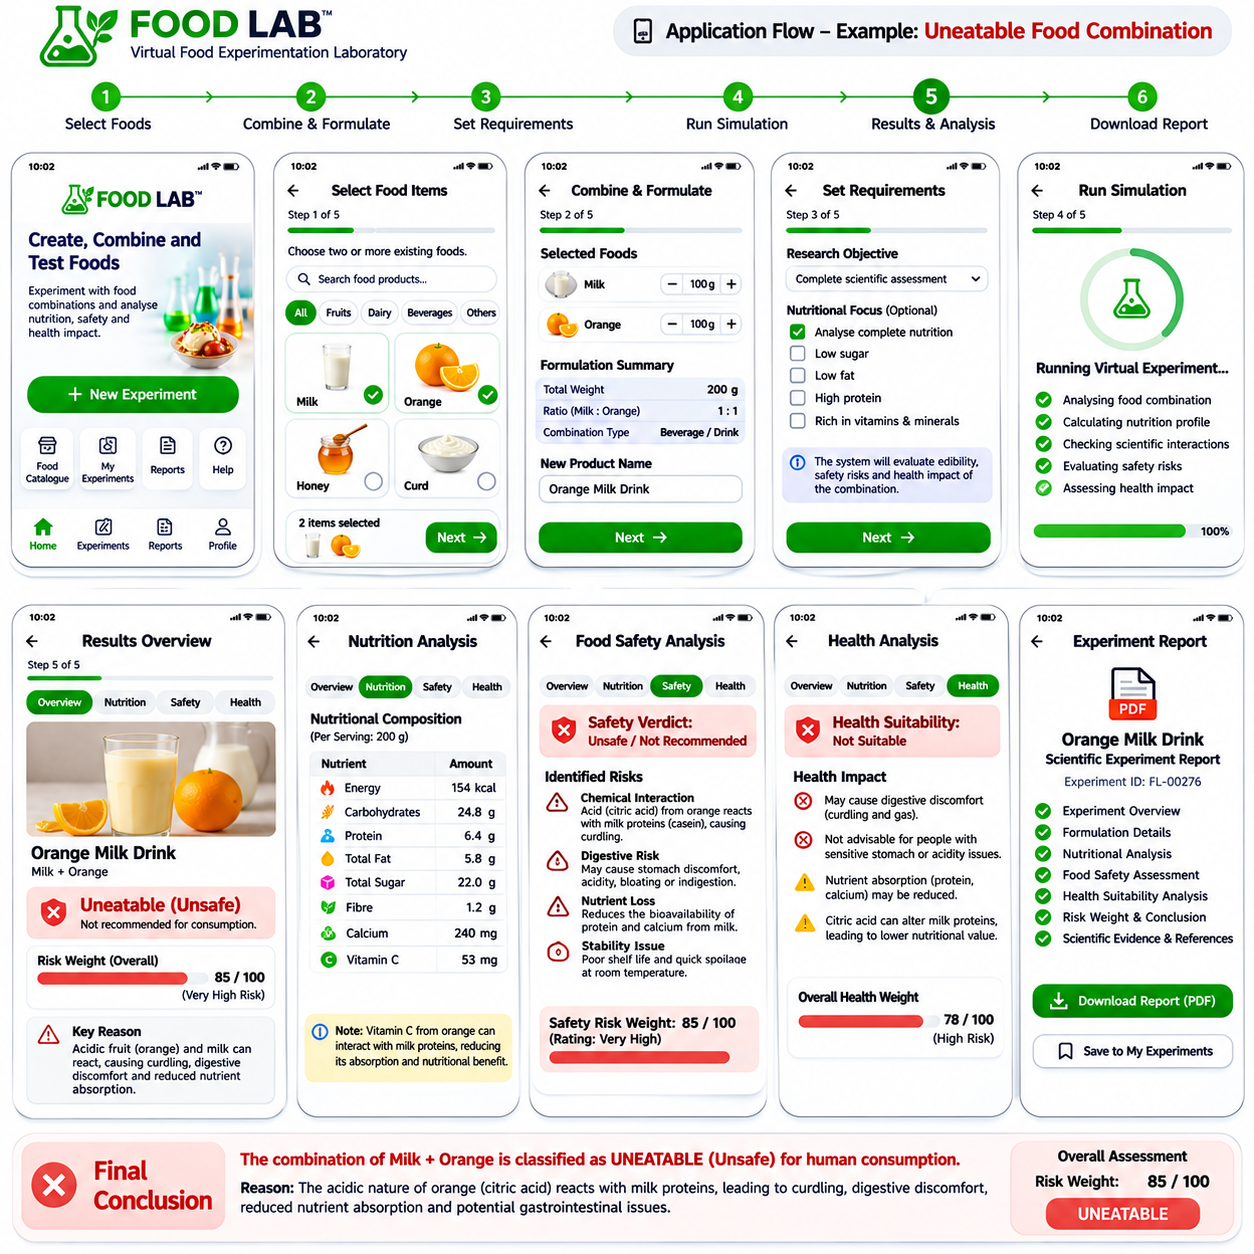 FOOD LAB™
Virtual Food Experimentation Laboratory
Application Flow – Example: Uneatable Food Combination
1
2
3
4
5
6
Select Foods
Combine & Formulate
Set Requirements
Run Simulation
Results & Analysis
Download Report
10:02
FOOD LAB™
Create, Combine and
Test Foods
Experiment with food
combinations and analyse
nutrition, safety and
health impact.
+ New Experiment
Food
Catalogue
My
Experiments
Reports
Help
Home
Experiments
Reports
Profile
10:02
Select Food Items
Step 1 of 5
Choose two or more existing foods.
Search food products...
All
Fruits
Dairy
Beverages
Others
Milk
Orange
Honey
Curd
2 items selected
Next →
10:02
Combine & Formulate
Step 2 of 5
Selected Foods
Milk
− 100g +
Orange
− 100g +
Formulation Summary
Total Weight 200 g
Ratio (Milk : Orange) 1 : 1
Combination Type Beverage / Drink
New Product Name
Orange Milk Drink
Next →
10:02
Set Requirements
Step 3 of 5
Research Objective
Complete scientific assessment
Nutritional Focus (Optional)
Analyse complete nutrition
Low sugar
Low fat
High protein
Rich in vitamins & minerals
The system will evaluate edibility,
safety risks and health impact of
the combination.
Next →
10:02
Run Simulation
Step 4 of 5
Running Virtual Experiment...
Analysing food combination
Calculating nutrition profile
Checking scientific interactions
Evaluating safety risks
Assessing health impact
100%
10:02
Results Overview
Step 5 of 5
Overview
Nutrition
Safety
Health
Orange Milk Drink
Milk + Orange
Uneatable (Unsafe)
Not recommended for consumption.
Risk Weight (Overall)
85 / 100
(Very High Risk)
Key Reason
Acidic fruit (orange) and milk can
react, causing curdling, digestive
discomfort and reduced nutrient
absorption.
10:02
Nutrition Analysis
Overview
Nutrition
Safety
Health
Nutritional Composition
(Per Serving: 200 g)
Nutrient Amount
Energy 154 kcal
Carbohydrates 24.8 g
Protein 6.4 g
Total Fat 5.8 g
Total Sugar 22.0 g
Fibre 1.2 g
Calcium 240 mg
C Vitamin C 53 mg
Note: Vitamin C from orange can
interact with milk proteins, reducing
its absorption and nutritional benefit.
10:02
Food Safety Analysis
Overview
Nutrition
Safety
Health
Safety Verdict:
Unsafe / Not Recommended
Identified Risks
Chemical Interaction
Acid (citric acid) from orange reacts
with milk proteins (casein), causing
curdling.
Digestive Risk
May cause stomach discomfort,
acidity, bloating or indigestion.
Nutrient Loss
Reduces the bioavailability of
protein and calcium from milk.
Stability Issue
Poor shelf life and quick spoilage
at room temperature.
Safety Risk Weight: 85 / 100
(Rating: Very High)
10:02
Health Analysis
Overview
Nutrition
Safety
Health
Health Suitability:
Not Suitable
Health Impact
May cause digestive discomfort
(curdling and gas).
Not advisable for people with
sensitive stomach or acidity issues.
Nutrient absorption (protein,
calcium) may be reduced.
Citric acid can alter milk proteins,
leading to lower nutritional value.
Overall Health Weight
78 / 100
(High Risk)
10:02
Experiment Report
PDF
Orange Milk Drink
Scientific Experiment Report
Experiment ID: FL-00276
Experiment Overview
Formulation Details
Nutritional Analysis
Food Safety Assessment
Health Suitability Analysis
Risk Weight & Conclusion
Scientific Evidence & References
Download Report (PDF)
Save to My Experiments
Final
Conclusion
The combination of Milk + Orange is classified as UNEATABLE (Unsafe) for human consumption.
Reason: The acidic nature of orange (citric acid) reacts with milk proteins, leading to curdling, digestive discomfort,
reduced nutrient absorption and potential gastrointestinal issues.
Overall Assessment
Risk Weight: 85 / 100
UNEATABLE